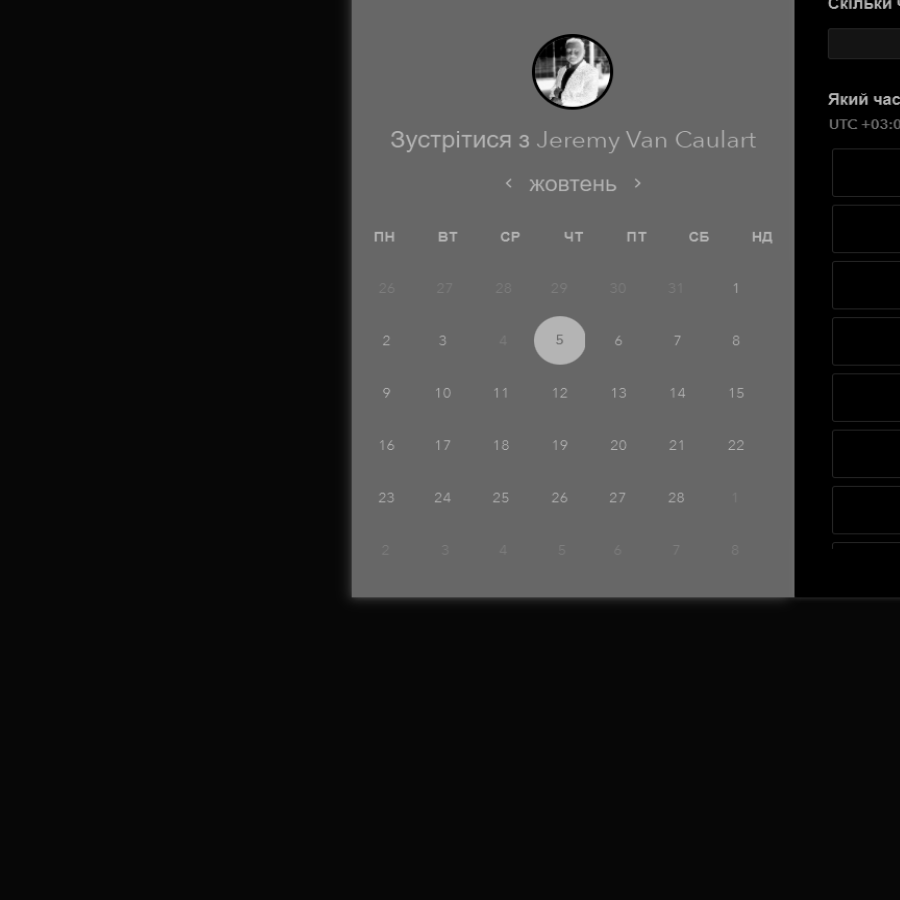 Зустрітися з Jeremy Van Caulart
жовтень
ПН ВТ СР ЧТ ПТ СБ НД
26 27 28 29 30 31 1
2 3 4 5 6 7 8
9 10 11 12 13 14 15
16 17 18 19 20 21 22
23 24 25 26 27 28 1
2 3 4 5 6 7 8
Скільки
Який час
UTC +03:0